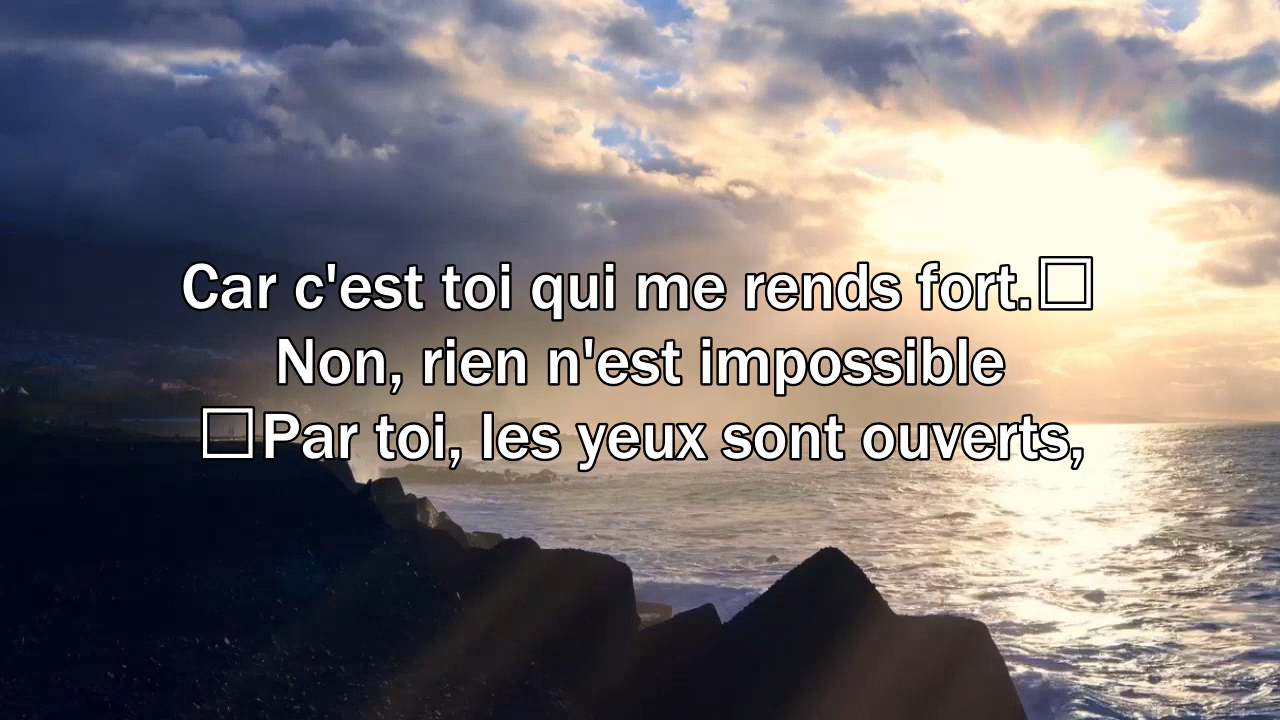 Car c'est toi qui me rends fort.□
Non, rien n'est impossible
□Par toi, les yeux sont ouverts,